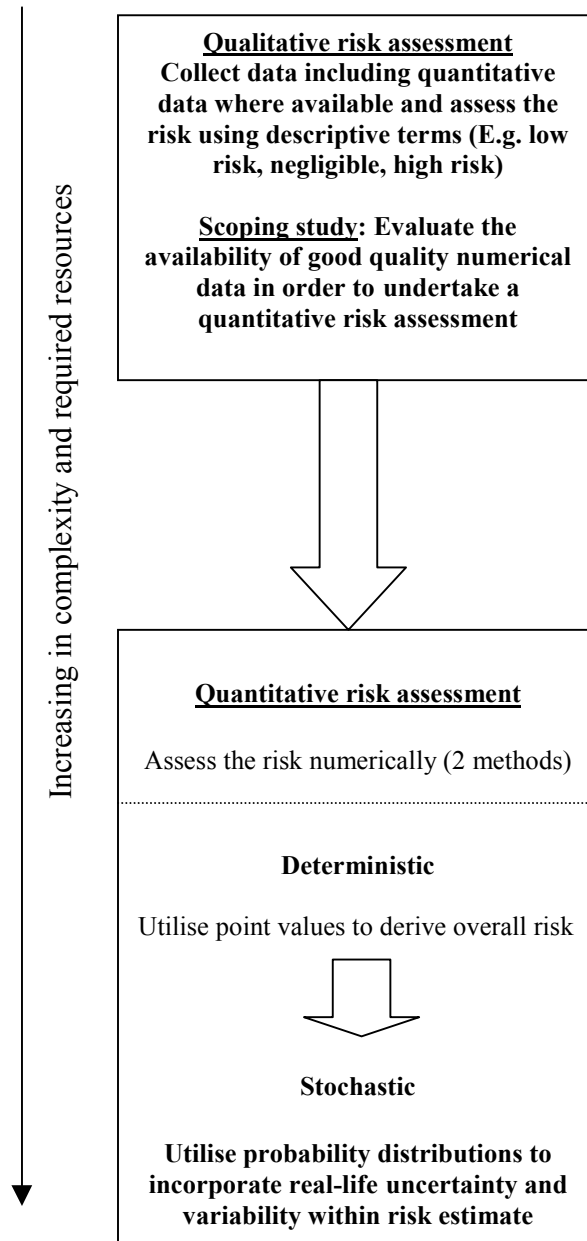 Qualitative risk assessment
Collect data including quantitative
data where available and assess the
risk using descriptive terms (E.g. low
risk, negligible, high risk)
Scoping study: Evaluate the
availability of good quality numerical
data in order to undertake a
quantitative risk assessment
Increasing in complexity and required resources
Quantitative risk assessment
Assess the risk numerically (2 methods)
Deterministic
Utilise point values to derive overall risk
Stochastic
Utilise probability distributions to
incorporate real-life uncertainty and
variability within risk estimate